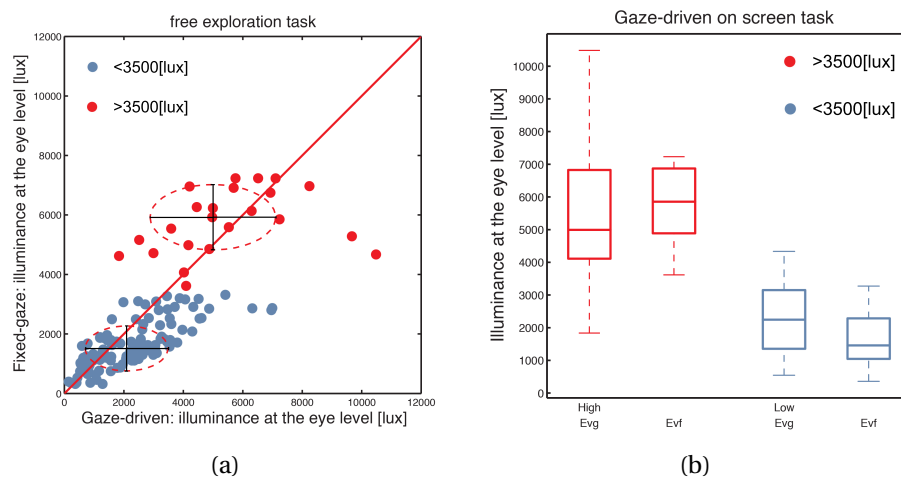 free exploration task
12000
10000
8000
6000
4000
2000
0
Fixed-gaze: illuminance at the eye level [lux]
<3500[lux]
>3500[lux]
0 2000 4000 6000 8000 10000 12000
Gaze-driven: illuminance at the eye level [lux]
(a)
Gaze-driven on screen task
10000
9000
8000
7000
6000
5000
4000
3000
2000
1000
0
Illuminance at the eye level [lux]
>3500[lux]
<3500[lux]
High Low
Evg Evf Evg Evf
(b)